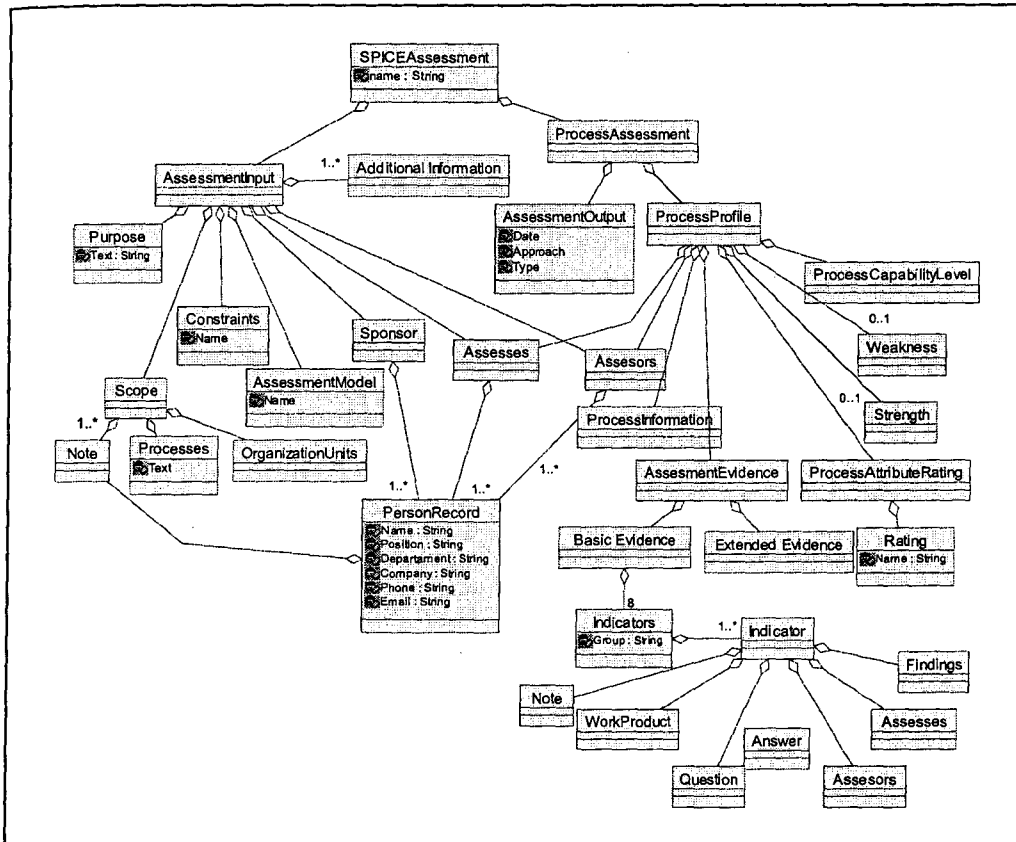 SPICEAssessment
name : String
ProcessAssessment
1..*
Additional Information
AssessmentInput
AssessmentOutput
Date
Approach
Type
ProcessProfile
Purpose
Text : String
ProcessCapabilityLevel
Constraints
Name
Sponsor
Assesses
Assesors
0..1
Weakness
AssessmentModel
Name
Scope
ProcessInformation
0..1
Strength
1..*
Note
Processes
Text
OrganizationUnits
1..*
1..*
1..*
AssesmentEvidence
ProcessAttributeRating
PersonRecord
Name : String
Position : String
Departament : String
Company : String
Phone : String
Email : String
Basic Evidence
Extended Evidence
Rating
Name : String
8
Indicators
Group : String
1..*
Indicator
Findings
Note
WorkProduct
Assesses
Answer
Question
Assesors